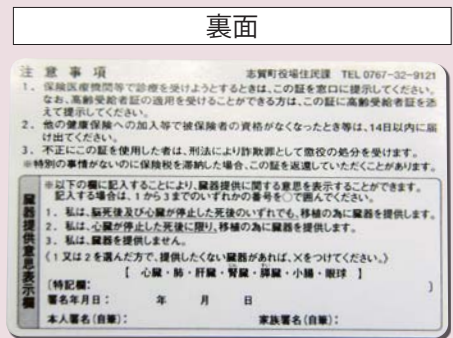 裏面
注意事項 志賀町役場住民課 TEL 0767-32-9121
1. 保険医療機関等で診療を受けようとするときは、この証を窓口に提示してください。
なお、高齢受給者証の適用を受けることができる方は、この証に高齢受給者証を添
えて提示してください。
2. 他の健康保険への加入等で被保険者の資格がなくなったとき等は、14日以内に届
け出てください。
3. 不正にこの証を使用した者は、刑法により詐欺罪として懲役の処分を受けます。
※特別の事情がないのに保険税を滞納した場合、この証を返還していただくことがあります。
臓器提供意思表示欄
※以下の欄に記入することにより、臓器提供に関する意思を表示することができます。
記入する場合は、1から3までのいずれかの番号を○で囲んでください。
1. 私は、脳死後及び心臓が停止した死後のいずれでも、移植の為に臓器を提供します。
2. 私は、心臓が停止した死後に限り、移植の為に臓器を提供します。
3. 私は、臓器を提供しません。
〈1又は2を選んだ方で、提供したくない臓器があれば、×をつけてください。〉
【 心臓・肺・肝臓・腎臓・膵臓・小腸・眼球 】
〔特記欄: 〕
署名年月日: 年 月 日
本人署名(自筆): 家族署名(自筆):